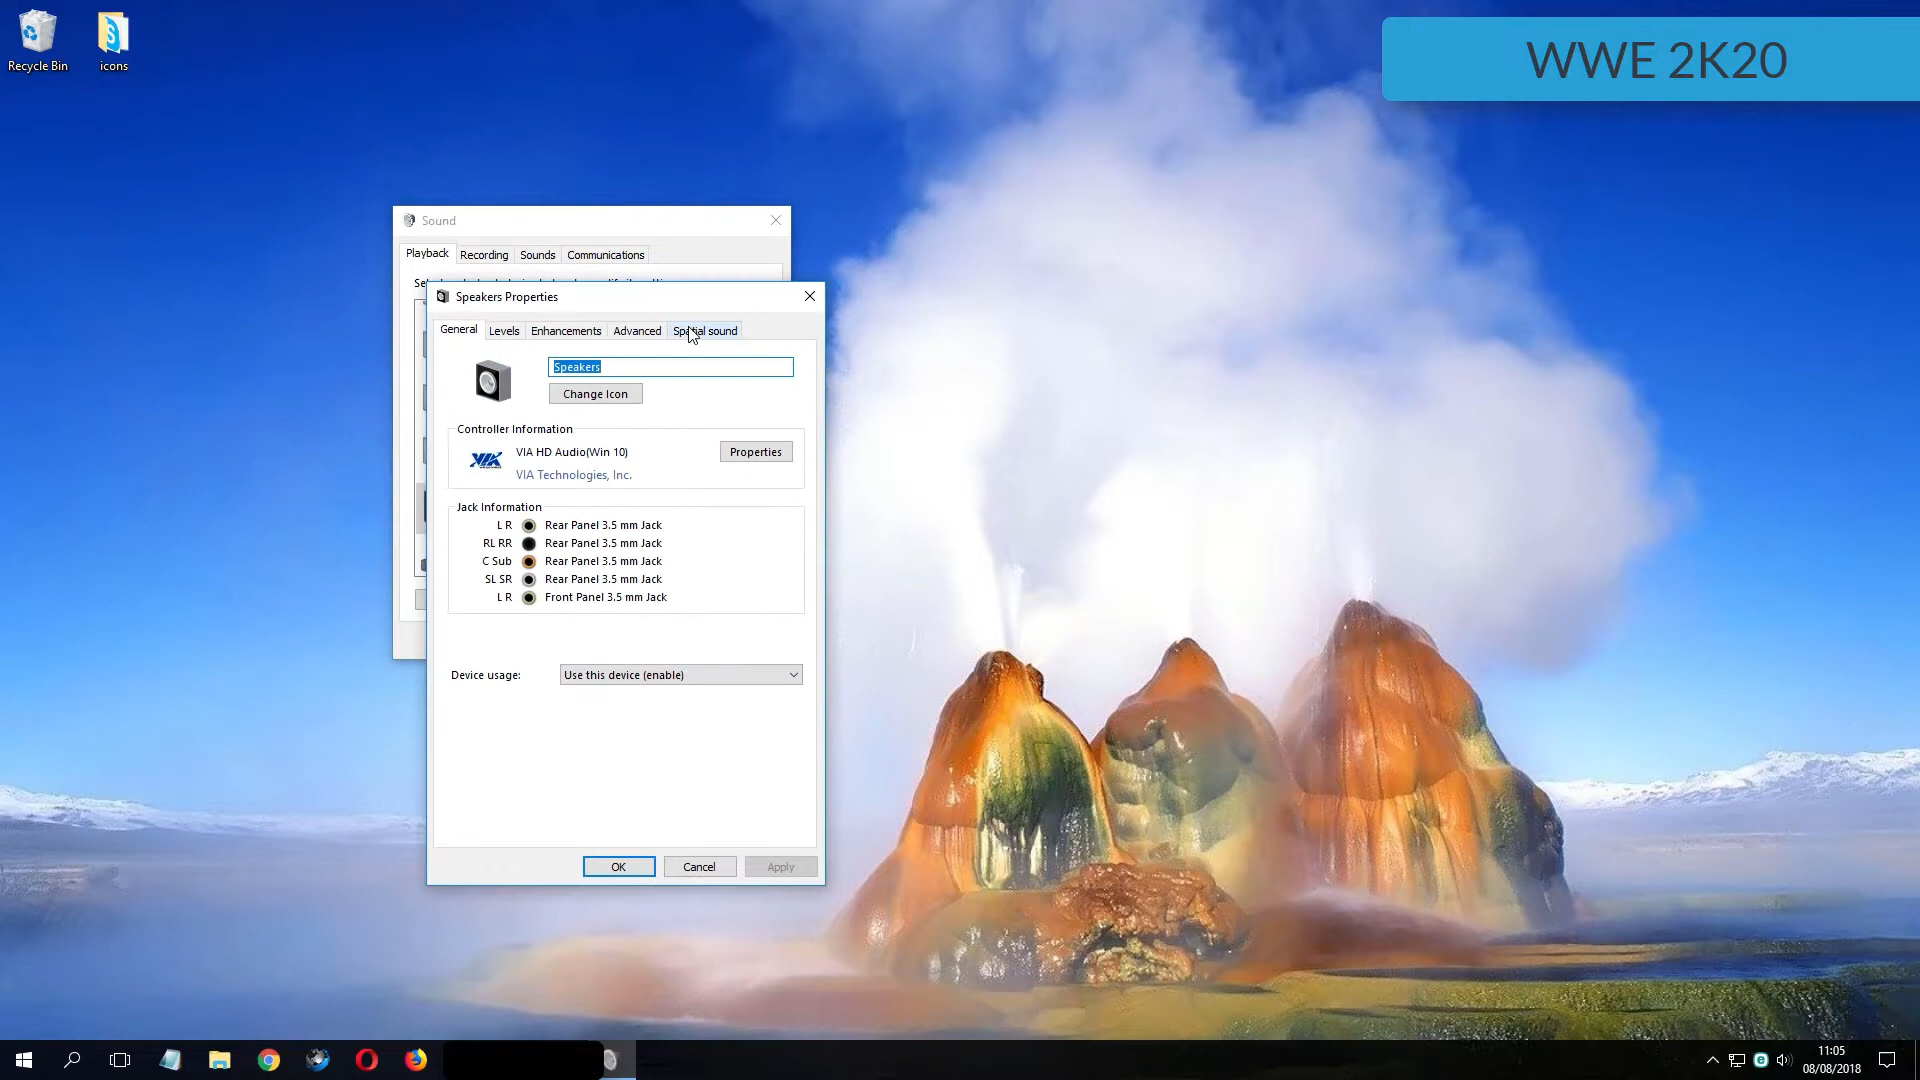 Recycle Bin
icons
WWE 2K20
Sound
Playback
Recording
Sounds
Communications
Speakers Properties
General
Levels
Enhancements
Advanced
Spatial sound
Speakers
Change Icon
Controller Information
VIA HD Audio(Win 10)
Properties
VIA
VIA Technologies, Inc.
Jack Information
L R Rear Panel 3.5 mm Jack
RL RR Rear Panel 3.5 mm Jack
C Sub Rear Panel 3.5 mm Jack
SL SR Rear Panel 3.5 mm Jack
L R Front Panel 3.5 mm Jack
Device usage:
Use this device (enable)
OK
Cancel
Apply
11:05
08/08/2018